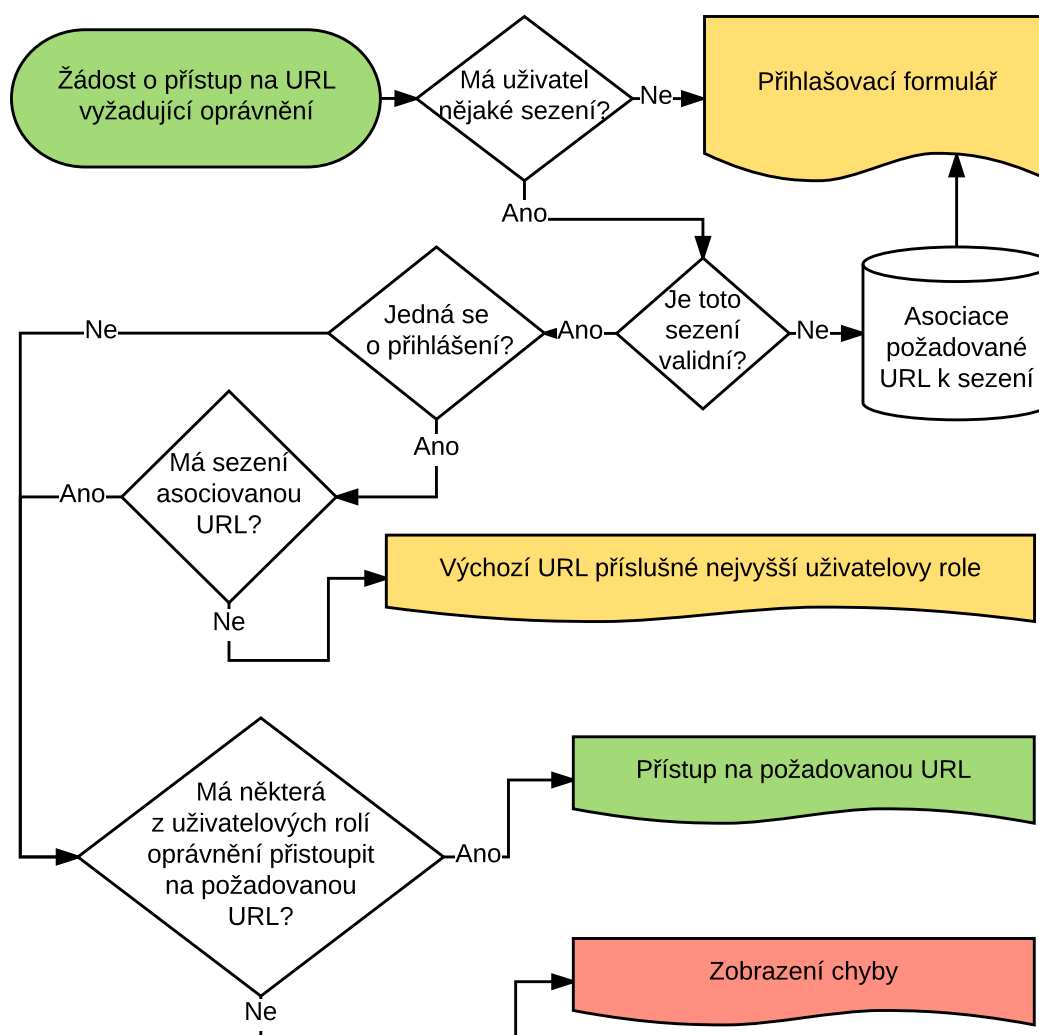 Žádost o přístup na URL
vyžadující oprávnění
Má uživatel
nějaké sezení?
Ne
Přihlašovací formulář
Ano
Je toto
sezení
validní?
Ne
Asociace
požadované
URL k sezení
Ano
Jedná se
o přihlášení?
Ne
Ano
Má sezení
asociovanou
URL?
Ano
Ne
Výchozí URL příslušné nejvyšší uživatelovy role
Má některá
z uživatelových rolí
oprávnění přistoupit
na požadovanou
URL?
Ano
Přístup na požadovanou URL
Ne
Zobrazení chyby